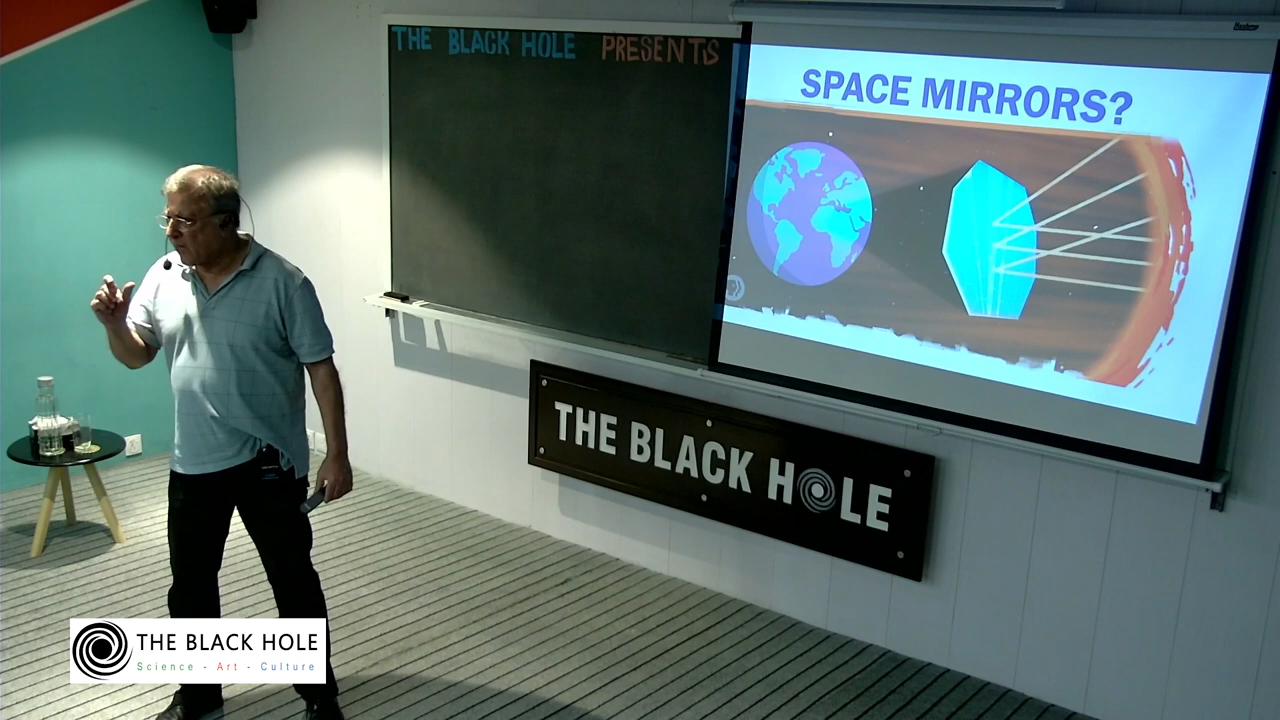 THE BLACK HOLE PRESENTS
SPACE MIRRORS?
THE BLACK HOLE
THE BLACK HOLE
Science - Art - Culture